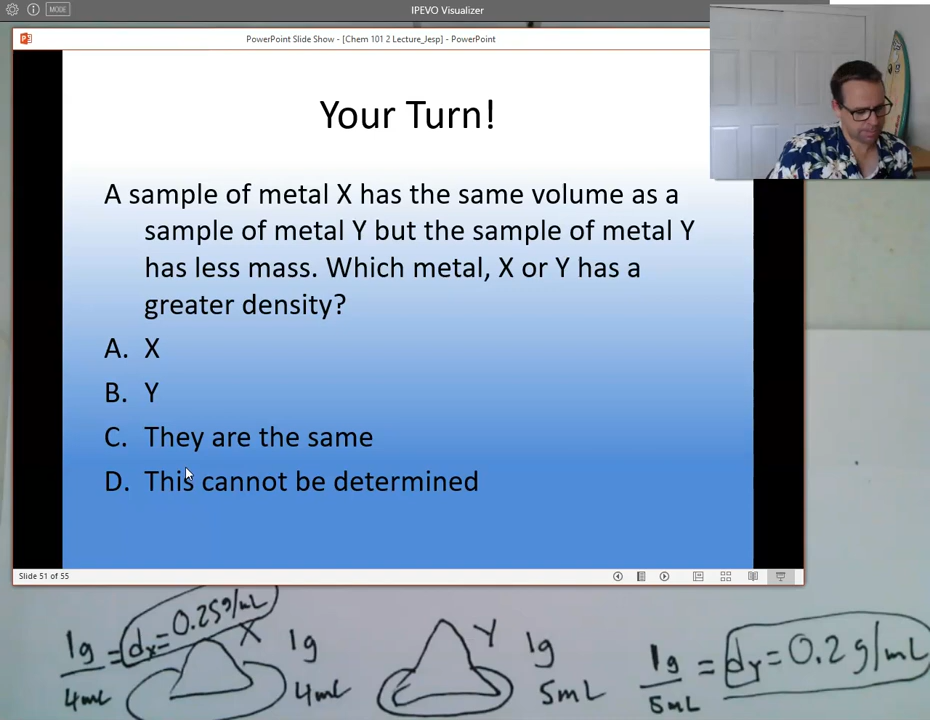 IPEVO Visualizer
MODE
PowerPoint Slide Show - [Chem 101 2 Lecture_Jesp] - PowerPoint
Your Turn!
A sample of metal X has the same volume as a
sample of metal Y but the sample of metal Y
has less mass. Which metal, X or Y has a
greater density?
A. X
B. Y
C. They are the same
D. This cannot be determined
Slide 51 of 55
1g/4mL = dx = 0.25g/mL
X
1g
4mL
Y
1g
5mL
1g/5mL = dy = 0.2g/mL